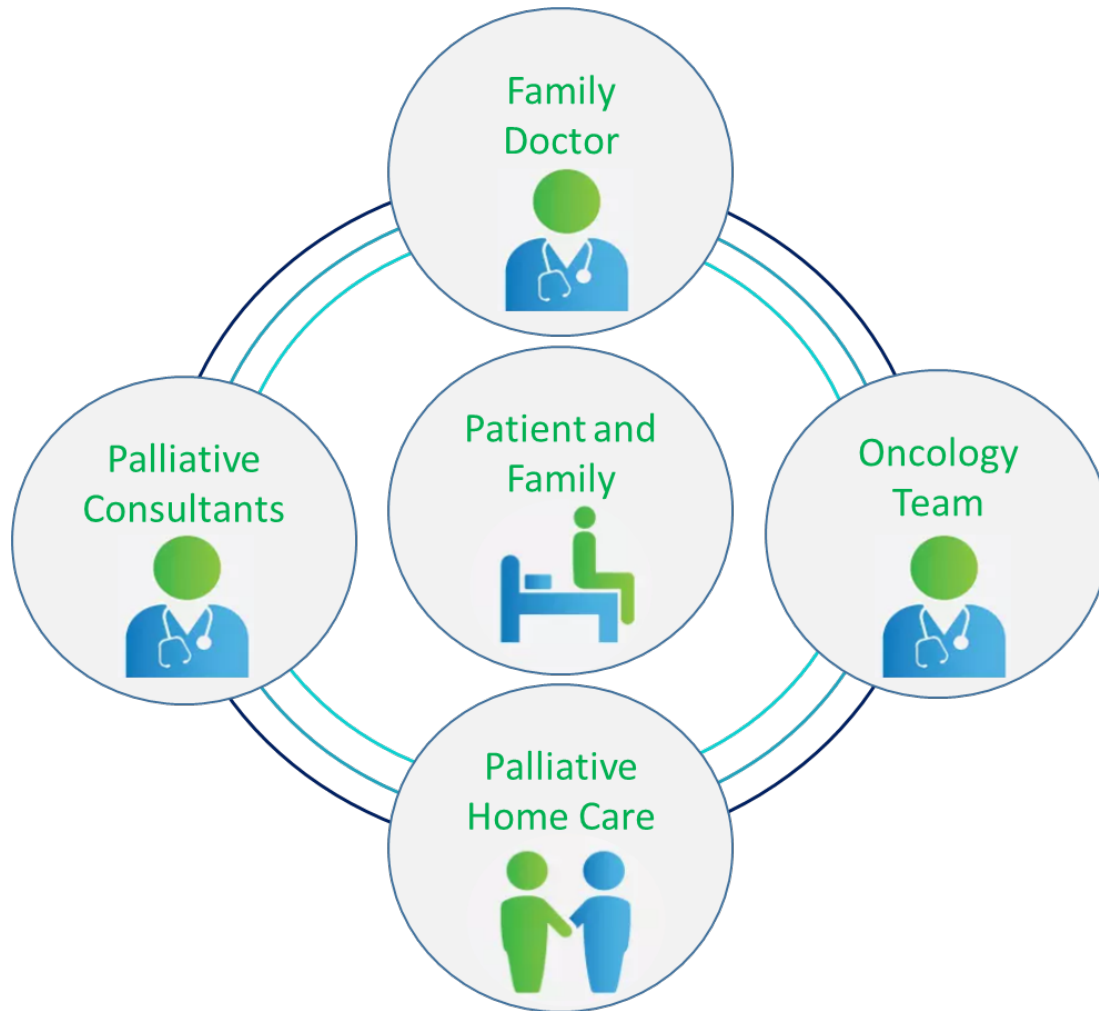 Family
Doctor
Palliative
Consultants
Patient and
Family
Oncology
Team
Palliative
Home Care